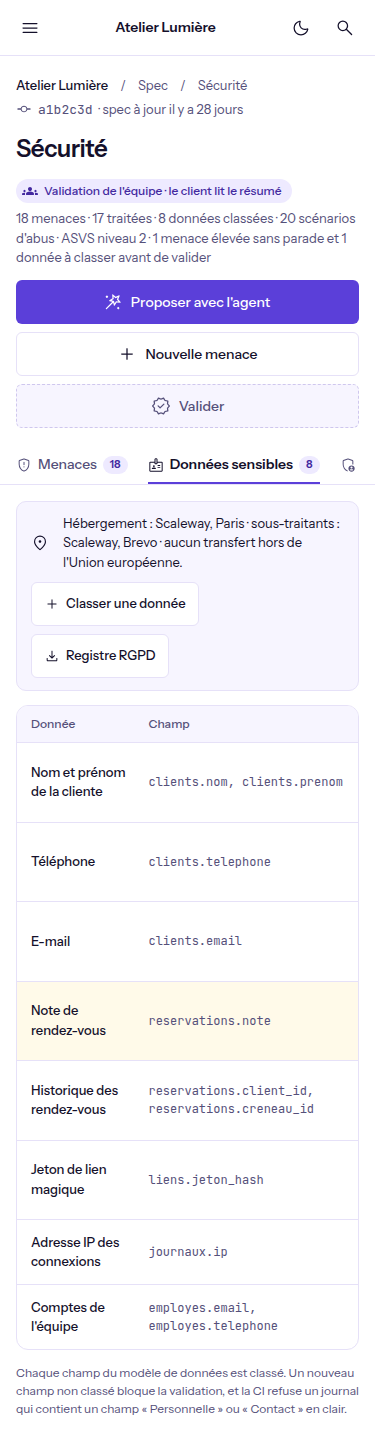 Atelier Lumière
Atelier Lumière / Spec / Sécurité
a1b2c3d · spec à jour il y a 28 jours
Sécurité
Validation de l'équipe · le client lit le résumé
18 menaces · 17 traitées · 8 données classées · 20 scénarios
d'abus · ASVS niveau 2 · 1 menace élevée sans parade et 1
donnée à classer avant de valider
Proposer avec l'agent
Nouvelle menace
Valider
Menaces 18 Données sensibles 8
Hébergement : Scaleway, Paris · sous-traitants :
Scaleway, Brevo · aucun transfert hors de
l'Union européenne.
Classer une donnée
Registre RGPD
Donnée Champ
Nom et prénom
de la cliente
clients.nom, clients.prenom
Téléphone clients.telephone
E-mail clients.email
Note de
rendez-vous
reservations.note
Historique des
rendez-vous
reservations.client_id,
reservations.creneau_id
Jeton de lien
magique
liens.jeton_hash
Adresse IP des
connexions
journaux.ip
Comptes de
l'équipe
employes.email,
employes.telephone
Chaque champ du modèle de données est classé. Un nouveau
champ non classé bloque la validation, et la CI refuse un journal
qui contient un champ « Personnelle » ou « Contact » en clair.